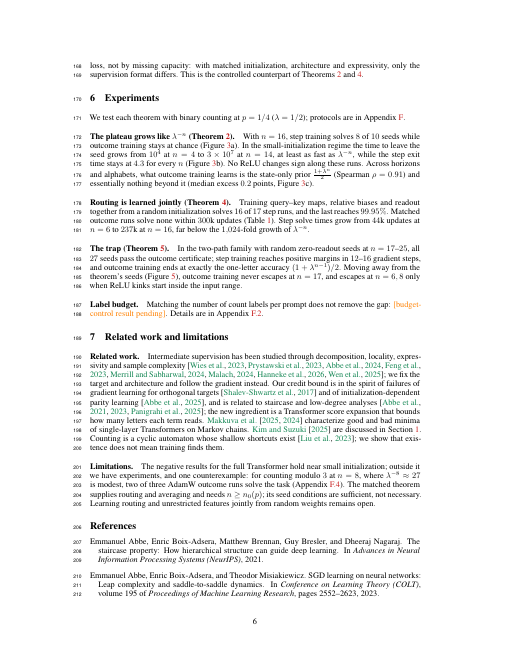 168 loss, not by missing capacity: with matched initialization, architecture and expressivity, only the
169 supervision format differs. This is the controlled counterpart of Theorems 2 and 4.
170 6 Experiments
171 We test each theorem with binary counting at p = 1/4 (λ = 1/2); protocols are in Appendix F.
172 The plateau grows like λ⁻ⁿ (Theorem 2). With n = 16, step training solves 8 of 10 seeds while
173 outcome training stays at chance (Figure 3a). In the small-initialization regime the time to leave the
174 seed grows from 10⁴ at n = 4 to 3 × 10⁷ at n = 14, at least as fast as λ⁻ⁿ, while the step exit
175 time stays at 4.3 for every n (Figure 3b). No ReLU changes sign along these runs. Across horizons
176 and alphabets, what outcome training learns is the state-only prior (1+λⁿ)/2 (Spearman ρ = 0.91) and
177 essentially nothing beyond it (median excess 0.2 points, Figure 3c).
178 Routing is learned jointly (Theorem 4). Training query–key maps, relative biases and readout
179 together from a random initialization solves 16 of 17 step runs, and the last reaches 99.95%. Matched
180 outcome runs solve none within 300k updates (Table 1). Step solve times grow from 44k updates at
181 n = 6 to 237k at n = 16, far below the 1,024-fold growth of λ⁻ⁿ.
182 The trap (Theorem 5). In the two-path family with random zero-readout seeds at n = 17–25, all
183 27 seeds pass the outcome certificate; step training reaches positive margins in 12–16 gradient steps,
184 and outcome training ends at exactly the one-letter accuracy (1 + λⁿ⁻¹)/2. Moving away from the
185 theorem's seeds (Figure 5), outcome training never escapes at n = 17, and escapes at n = 6, 8 only
186 when ReLU kinks start inside the input range.
187 Label budget. Matching the number of count labels per prompt does not remove the gap: [budget-
188 control result pending]. Details are in Appendix F.2.
189 7 Related work and limitations
190 Related work. Intermediate supervision has been studied through decomposition, locality, expres-
191 sivity and sample complexity [Wies et al., 2023, Prystawski et al., 2023, Abbe et al., 2024, Feng et al.,
192 2023, Merrill and Sabharwal, 2024, Malach, 2024, Hanneke et al., 2026, Wen et al., 2025]; we fix the
193 target and architecture and follow the gradient instead. Our credit bound is in the spirit of failures of
194 gradient learning for orthogonal targets [Shalev-Shwartz et al., 2017] and of initialization-dependent
195 parity learning [Abbe et al., 2025], and is related to staircase and low-degree analyses [Abbe et al.,
196 2021, 2023, Panigrahi et al., 2025]; the new ingredient is a Transformer score expansion that bounds
197 how many letters each term reads. Makkuva et al. [2025, 2024] characterize good and bad minima
198 of single-layer Transformers on Markov chains. Kim and Suzuki [2025] are discussed in Section 1.
199 Counting is a cyclic automaton whose shallow shortcuts exist [Liu et al., 2023]; we show that exis-
200 tence does not mean training finds them.
201 Limitations. The negative results for the full Transformer hold near small initialization; outside it
202 we have experiments, and one counterexample: for counting modulo 3 at n = 8, where λ⁻ⁿ ≈ 27
203 is modest, two of three AdamW outcome runs solve the task (Appendix F.4). The matched theorem
204 supplies routing and averaging and needs n ≥ n₀(p); its seed conditions are sufficient, not necessary.
205 Learning routing and unrestricted features jointly from random weights remains open.
206 References
207 Emmanuel Abbe, Enric Boix-Adsera, Matthew Brennan, Guy Bresler, and Dheeraj Nagaraj. The
208 staircase property: How hierarchical structure can guide deep learning. In Advances in Neural
209 Information Processing Systems (NeurIPS), 2021.
210 Emmanuel Abbe, Enric Boix-Adsera, and Theodor Misiakiewicz. SGD learning on neural networks:
211 Leap complexity and saddle-to-saddle dynamics. In Conference on Learning Theory (COLT),
212 volume 195 of Proceedings of Machine Learning Research, pages 2552–2623, 2023.
6